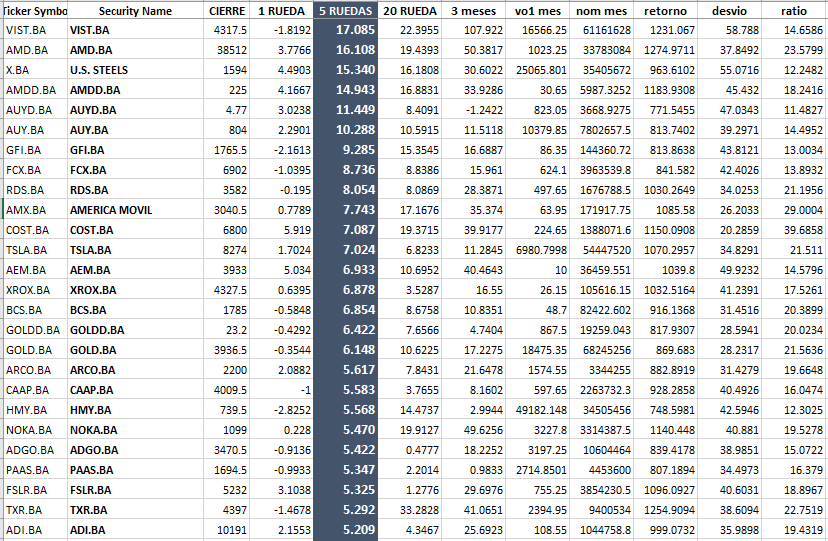 Ticker Symbo Security Name CIERRE 1 RUEDA 5 RUEDAS 20 RUEDA 3 meses vo1 mes nom mes retorno desvio ratio
VIST.BA VIST.BA 4317.5 -1.8192 17.085 22.3955 107.922 16566.25 61161628 1231.067 58.788 14.6586
AMD.BA AMD.BA 38512 3.7766 16.108 19.4393 50.3817 1023.25 33783084 1274.9711 37.8492 23.5799
X.BA U.S. STEELS 1594 4.4903 15.340 16.1808 30.6022 25065.801 35405672 963.6102 55.0716 12.2482
AMDD.BA AMDD.BA 225 4.1667 14.943 16.8831 33.9286 30.65 5987.3252 1183.9308 45.432 18.2416
AUYD.BA AUYD.BA 4.77 3.0238 11.449 8.4091 -1.2422 823.05 3668.9275 771.5455 47.0343 11.4827
AUY.BA AUY.BA 804 2.2901 10.288 10.5915 11.5118 10379.85 7802657.5 813.7402 39.2971 14.4952
GFI.BA GFI.BA 1765.5 -2.1613 9.285 15.3545 16.6887 86.35 144360.72 813.8638 43.8121 13.0034
FCX.BA FCX.BA 6902 -1.0395 8.736 8.8386 15.961 624.1 3963539.8 841.582 42.4026 13.8932
RDS.BA RDS.BA 3582 -0.195 8.054 8.0869 28.3871 497.65 1676788.5 1030.2649 34.0253 21.1956
AMX.BA AMERICA MOVIL 3040.5 0.7789 7.743 17.1676 35.374 63.95 171917.75 1085.58 26.2033 29.0004
COST.BA COST.BA 6800 5.919 7.087 19.3715 39.9177 224.65 1388071.6 1150.0908 20.2859 39.6858
TSLA.BA TSLA.BA 8274 1.7024 7.024 6.8233 11.2845 6980.7998 54447520 1070.2957 34.8291 21.511
AEM.BA AEM.BA 3933 5.034 6.933 10.6952 40.4643 10 36459.551 1039.8 49.9232 14.5796
XROX.BA XROX.BA 4327.5 0.6395 6.878 3.5287 16.55 26.15 105616.15 1032.5164 41.2391 17.5261
BCS.BA BCS.BA 1785 -0.5848 6.854 8.6758 10.8351 48.7 82422.602 916.1368 31.4516 20.3899
GOLDD.BA GOLDD.BA 23.2 -0.4292 6.422 7.6566 4.7404 867.5 19259.043 817.9307 28.5941 20.0234
GOLD.BA GOLD.BA 3936.5 -0.3544 6.148 10.6225 17.2275 18475.35 68245256 869.683 28.2317 21.5636
ARCO.BA ARCO.BA 2200 2.0882 5.617 7.8431 21.6478 1574.55 3344255 882.8919 31.4279 19.6648
CAAP.BA CAAP.BA 4009.5 -1 5.583 3.7655 8.1602 597.65 2263732.3 928.2858 40.4926 16.0474
HMY.BA HMY.BA 739.5 -2.8252 5.568 14.4737 2.9944 49182.148 34505456 748.5981 42.5946 12.3025
NOKA.BA NOKA.BA 1099 0.228 5.470 19.9127 49.6256 3227.8 3314387.5 1140.448 40.881 19.5278
ADGO.BA ADGO.BA 3470.5 -0.9136 5.422 0.4777 18.2252 3197.25 10604464 839.4178 38.9851 15.0722
PAAS.BA PAAS.BA 1694.5 -0.9933 5.347 2.2014 0.9833 2714.8501 4453600 807.1894 34.4973 16.379
FSLR.BA FSLR.BA 5232 3.1038 5.325 1.2776 29.6976 755.25 3854230.5 1096.0927 40.6031 18.8967
TXR.BA TXR.BA 4397 -1.4678 5.292 33.2828 41.0651 2394.95 9400534 1254.9094 38.6094 22.7519
ADI.BA ADI.BA 10191 2.1553 5.209 4.3467 25.6923 108.55 1044758.8 999.0732 35.9898 19.4319